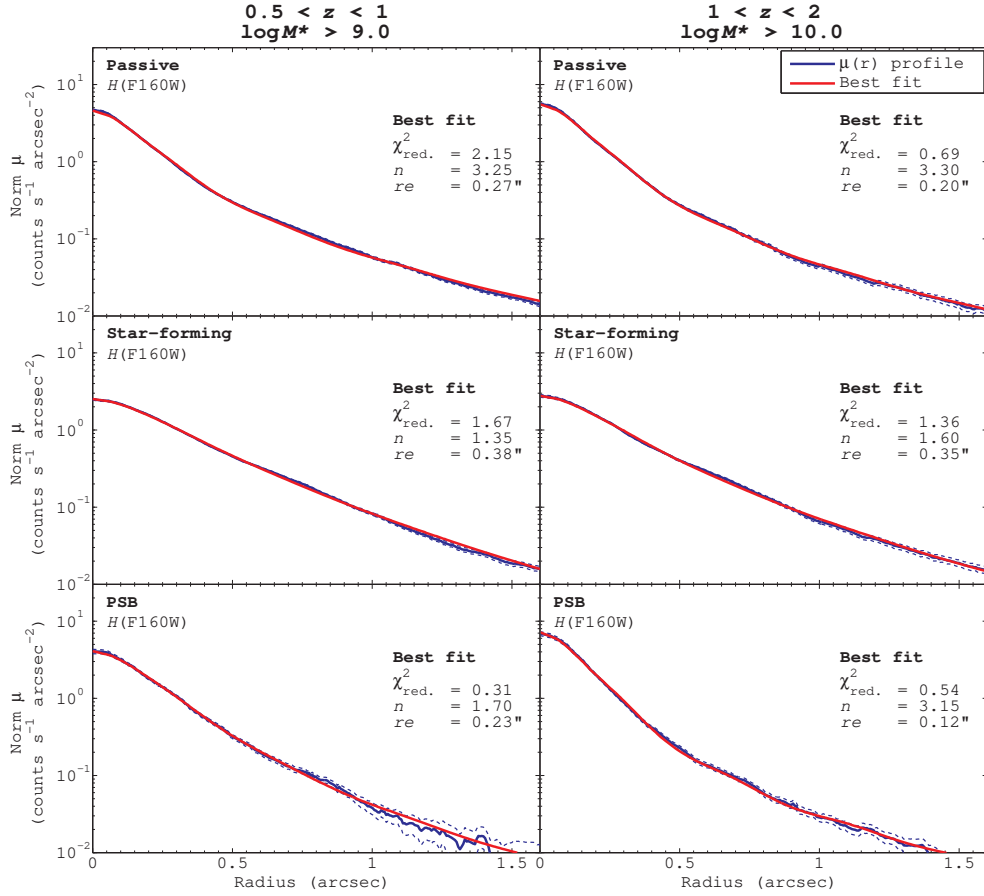 0.5 < z < 1
logM* > 9.0
1 < z < 2
logM* > 10.0
Passive
H(F160W)
Best fit
χ²red. = 2.15
n = 3.25
re = 0.27"
Norm μ
(counts s⁻¹ arcsec⁻²)
10¹
10⁰
10⁻¹
10⁻²
Passive
H(F160W)
μ(r) profile
Best fit
Best fit
χ²red. = 0.69
n = 3.30
re = 0.20"
Star-forming
H(F160W)
Best fit
χ²red. = 1.67
n = 1.35
re = 0.38"
Norm μ
(counts s⁻¹ arcsec⁻²)
10¹
10⁰
10⁻¹
10⁻²
Star-forming
H(F160W)
Best fit
χ²red. = 1.36
n = 1.60
re = 0.35"
PSB
H(F160W)
Best fit
χ²red. = 0.31
n = 1.70
re = 0.23"
Norm μ
(counts s⁻¹ arcsec⁻²)
10¹
10⁰
10⁻¹
10⁻²
0 0.5 1 1.5
Radius (arcsec)
PSB
H(F160W)
Best fit
χ²red. = 0.54
n = 3.15
re = 0.12"
0.5 1 1.5
Radius (arcsec)